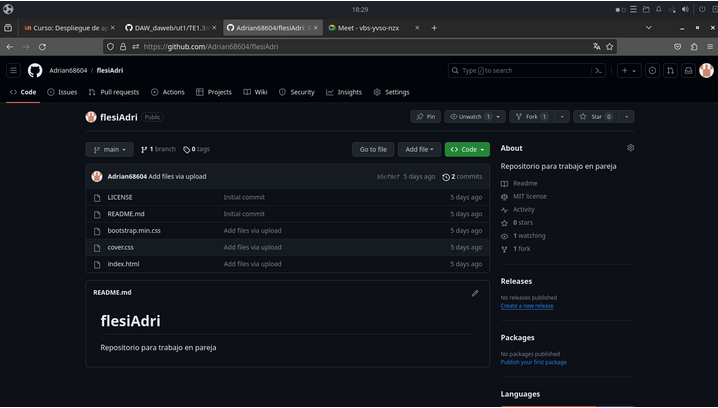 18:29
Curso: Despliegue de ap
DAW_daweb/ut1/TE1.3/
Adrian68604/flesiAdri:
Meet - vbs-yvso-nzx
https://github.com/Adrian68604/flesiAdri
Adrian68604 / flesiAdri
Type / to search
Code
Issues
Pull requests
Actions
Projects
Wiki
Security
Insights
Settings
flesiAdri
Public
Pin
Unwatch 1
Fork 1
Star 0
main
1 branch
0 tags
Go to file
Add file
Code
Adrian68604 Add files via upload
5 days ago
2 commits
LICENSE Initial commit 5 days ago
README.md Initial commit 5 days ago
bootstrap.min.css Add files via upload 5 days ago
cover.css Add files via upload 5 days ago
index.html Add files via upload 5 days ago
README.md
flesiAdri
Repositorio para trabajo en pareja
About
Repositorio para trabajo en pareja
Readme
MIT license
Activity
0 stars
1 watching
1 fork
Releases
No releases published
Create a new release
Packages
No packages published
Publish your first package
Languages